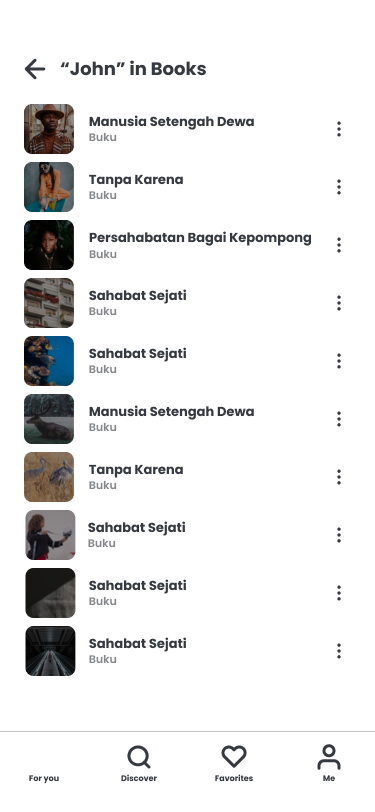 “John” in Books
Manusia Setengah Dewa
Buku
Tanpa Karena
Buku
Persahabatan Bagai Kepompong
Buku
Sahabat Sejati
Buku
Sahabat Sejati
Buku
Manusia Setengah Dewa
Buku
Tanpa Karena
Buku
Sahabat Sejati
Buku
Sahabat Sejati
Buku
Sahabat Sejati
Buku
For you
Discover
Favorites
Me